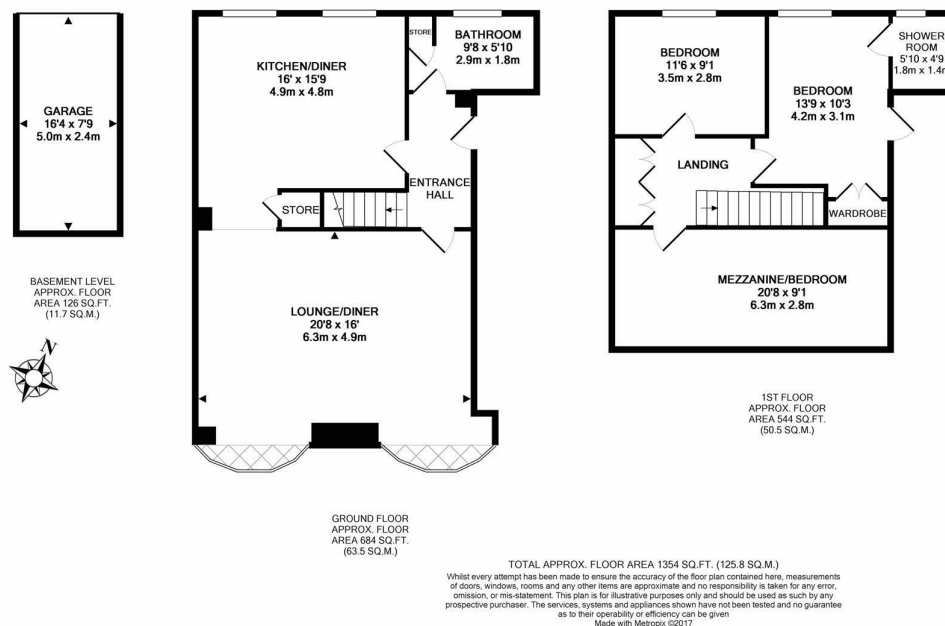 GARAGE
16'4 x 7'9
5.0m x 2.4m
BASEMENT LEVEL
APPROX. FLOOR
AREA 126 SQ.FT.
(11.7 SQ.M.)
N
KITCHEN/DINER
16' x 15'9
4.9m x 4.8m
STORE
BATHROOM
9'8 x 5'10
2.9m x 1.8m
ENTRANCE
HALL
STORE
LOUNGE/DINER
20'8 x 16'
6.3m x 4.9m
GROUND FLOOR
APPROX. FLOOR
AREA 684 SQ.FT.
(63.5 SQ.M.)
BEDROOM
11'6 x 9'1
3.5m x 2.8m
BEDROOM
13'9 x 10'3
4.2m x 3.1m
SHOWER
ROOM
5'10 x 4'9
1.8m x 1.4m
LANDING
WARDROBE
MEZZANINE/BEDROOM
20'8 x 9'1
6.3m x 2.8m
1ST FLOOR
APPROX. FLOOR
AREA 544 SQ.FT.
(50.5 SQ.M.)
TOTAL APPROX. FLOOR AREA 1354 SQ.FT. (125.8 SQ.M.)
Whilst every attempt has been made to ensure the accuracy of the floor plan contained here, measurements
of doors, windows, rooms and any other items are approximate and no responsibility is taken for any error,
omission, or mis-statement. This plan is for illustrative purposes only and should be used as such by any
prospective purchaser. The services, systems and appliances shown have not been tested and no guarantee
as to their operability or efficiency can be given
Made with Metropix ©2017